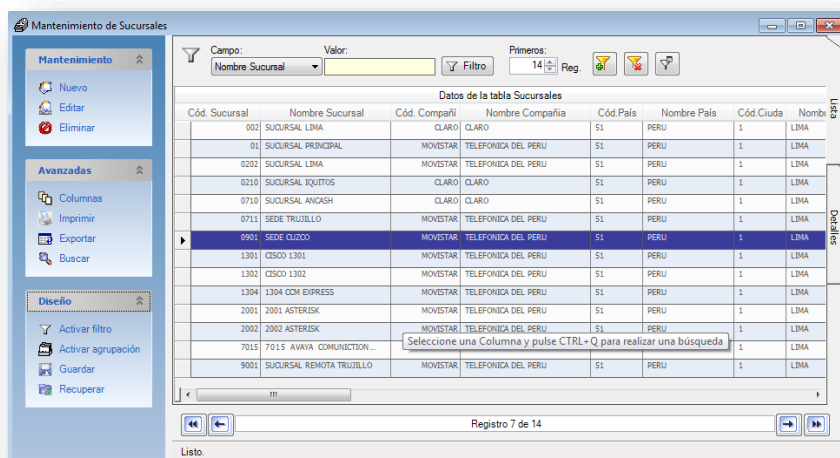 Mantenimiento de Sucursales
Mantenimiento
Nuevo
Editar
Eliminar
Avanzadas
Columnas
Imprimir
Exportar
Buscar
Diseño
Activar filtro
Activar agrupación
Guardar
Recuperar
Campo: Valor: Primeros:
Nombre Sucursal Filtro 14 Reg.
Datos de la tabla Sucursales
Cód. Sucursal Nombre Sucursal Cód. Compañí Nombre Compañia Cód.País Nombre País Cód.Ciuda Nombr
002 SUCURSAL LIMA CLARO CLARO 51 PERU 1 LIMA
01 SUCURSAL PRINCIPAL MOVISTAR TELEFONICA DEL PERU 51 PERU 1 LIMA
0202 SUCURSAL LIMA MOVISTAR TELEFONICA DEL PERU 51 PERU 1 LIMA
0210 SUCURSAL IQUITOS CLARO CLARO 51 PERU 1 LIMA
0710 SUCURSAL ANCASH CLARO CLARO 51 PERU 1 LIMA
0711 SEDE TRUJILLO MOVISTAR TELEFONICA DEL PERU 51 PERU 1 LIMA
0901 SEDE CUZCO MOVISTAR TELEFONICA DEL PERU 51 PERU 1 LIMA
1301 CISCO 1301 MOVISTAR TELEFONICA DEL PERU 51 PERU 1 LIMA
1302 CISCO 1302 MOVISTAR TELEFONICA DEL PERU 51 PERU 1 LIMA
1304 1304 CCM EXPRESS MOVISTAR TELEFONICA DEL PERU 51 PERU 1 LIMA
2001 2001 ASTERISK MOVISTAR TELEFONICA DEL PERU 51 PERU 1 LIMA
2002 2002 ASTERISK MOVISTAR TELEFONICA DEL PERU 51 PERU 1 LIMA
Seleccione una Columna y pulse CTRL+Q para realizar una búsqueda
7015 7015 AVAYA COMUNICTION... 1 LIMA
9001 SUCURSAL REMOTA TRUJILLO MOVISTAR TELEFONICA DEL PERU 51 PERU 1 LIMA
Registro 7 de 14
Listo.
Lista
Detalles